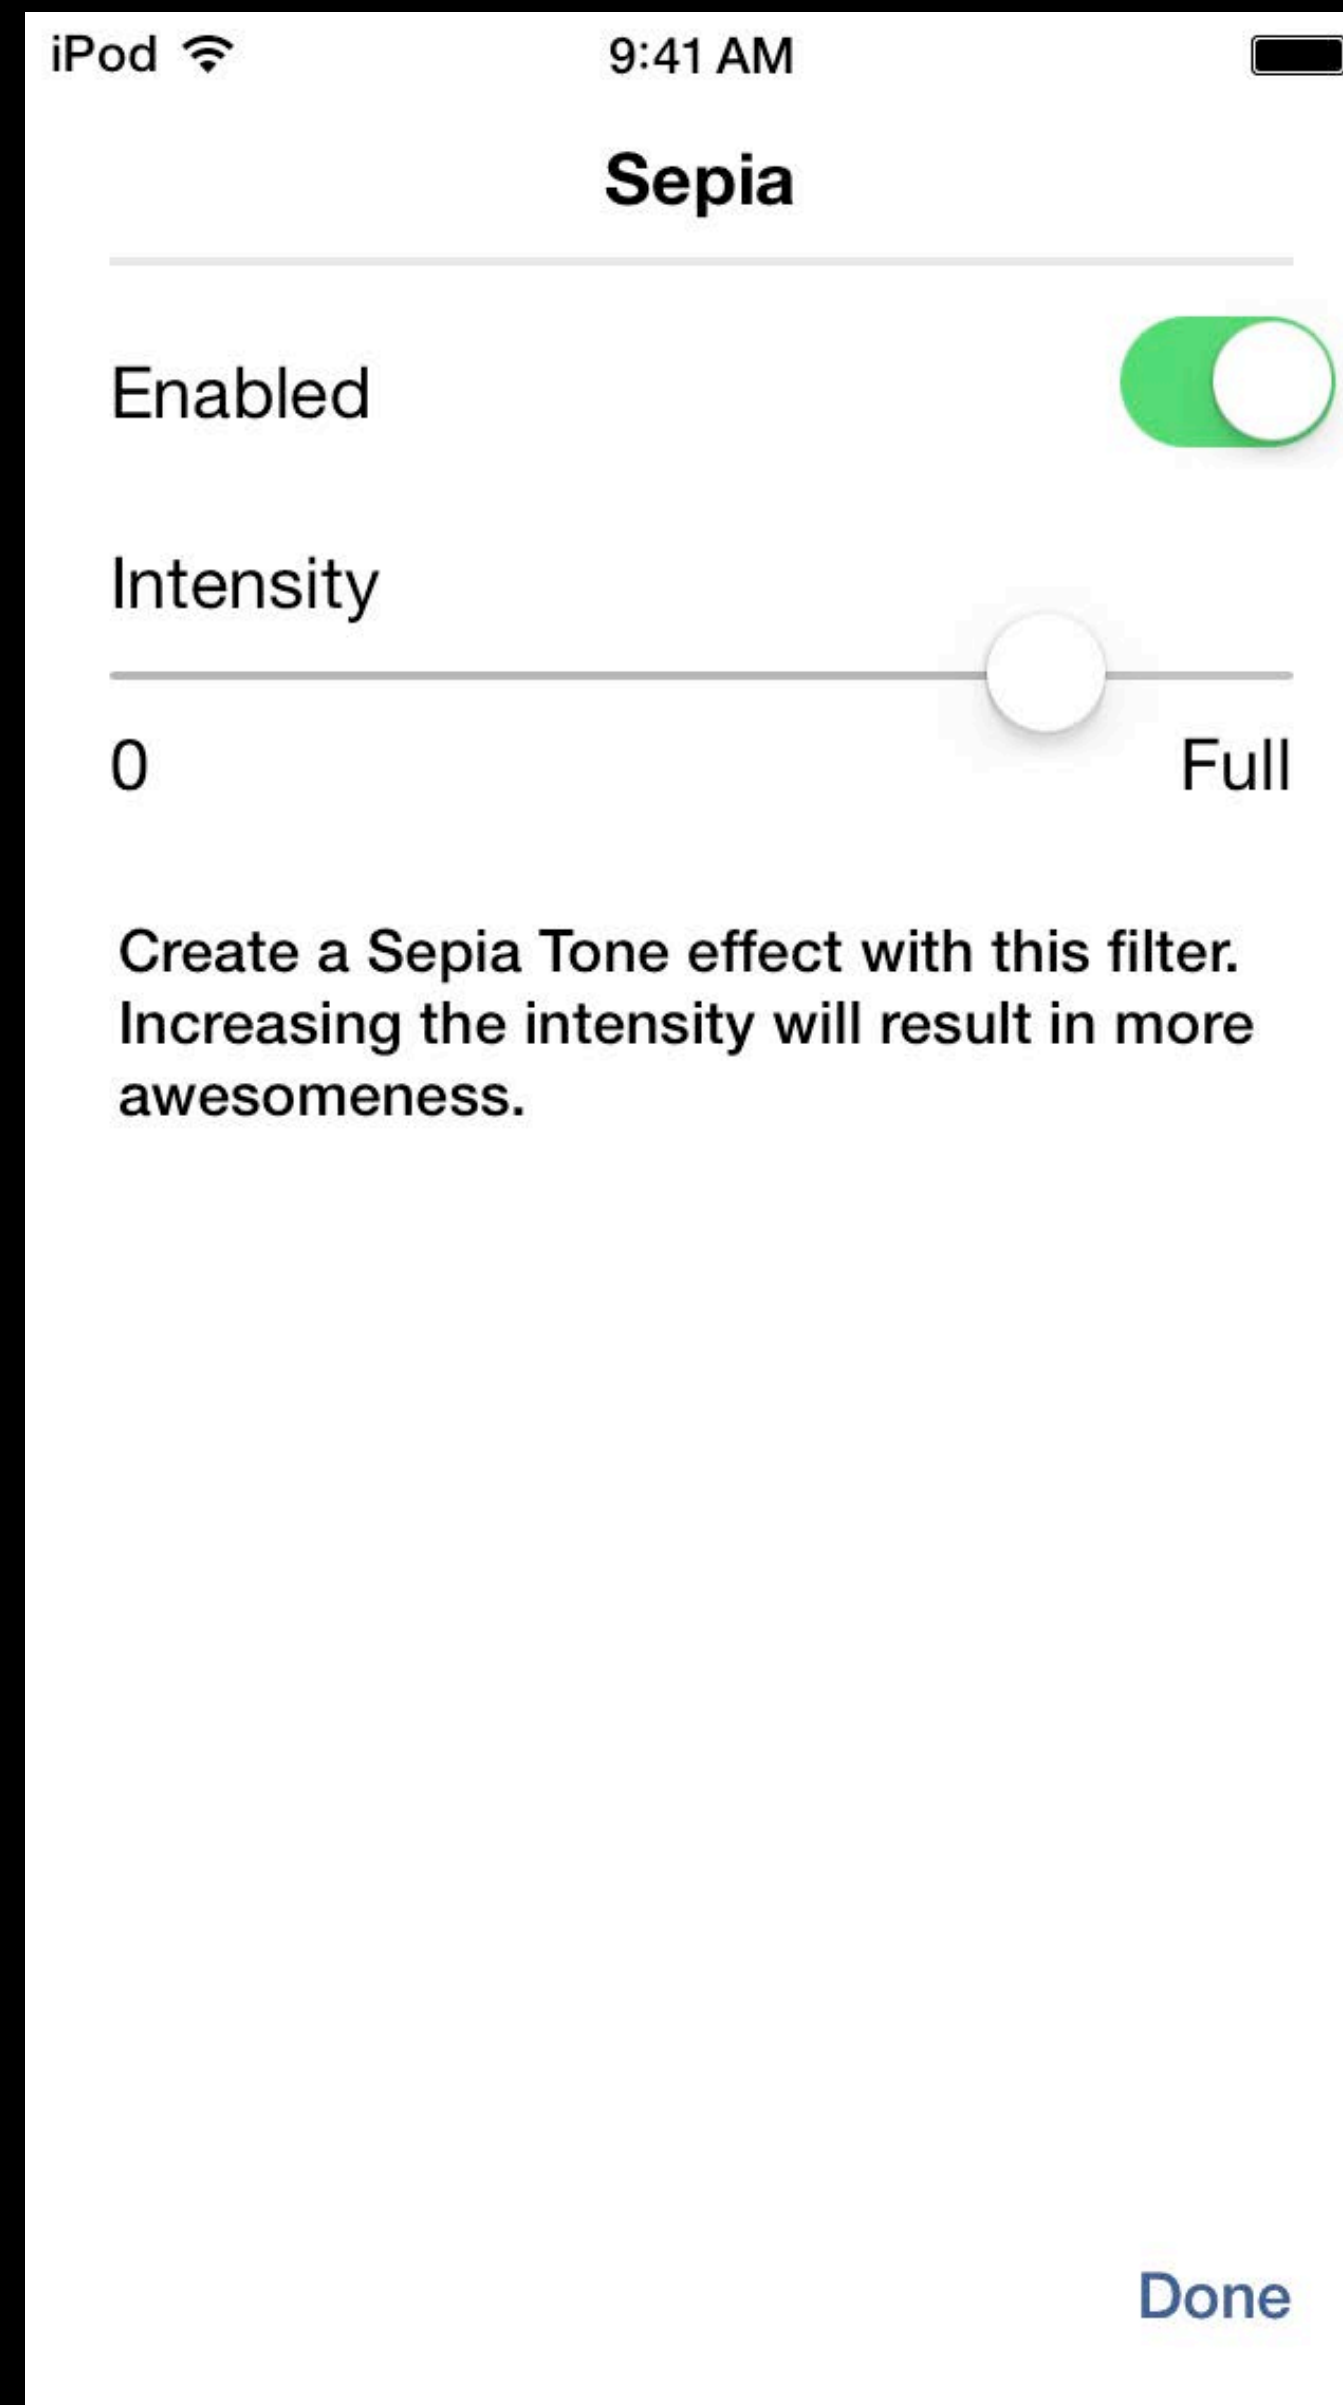 iPod 9:41 AM
Sepia
Enabled
Intensity
0 Full
Create a Sepia Tone effect with this filter.
Increasing the intensity will result in more
awesomeness.
Done